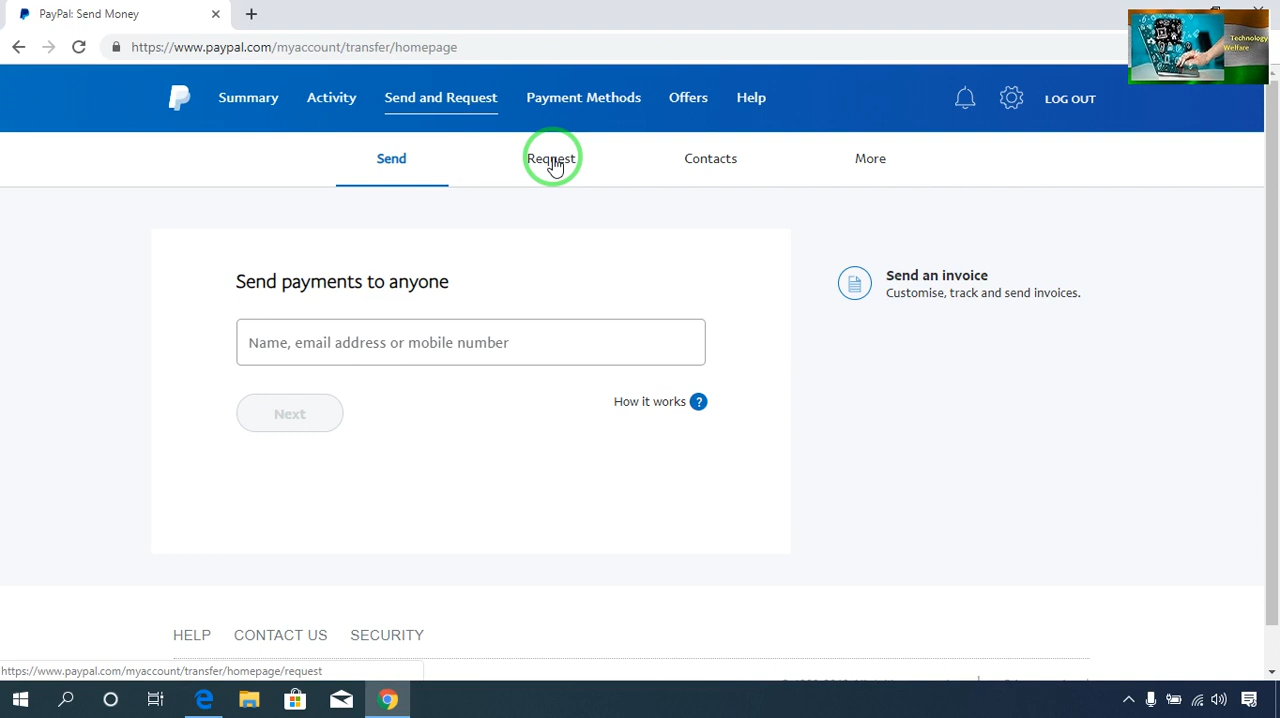 PayPal: Send Money
https://www.paypal.com/myaccount/transfer/homepage
Technology
Welfare
Summary Activity Send and Request Payment Methods Offers Help LOG OUT
Send Request Contacts More
Send payments to anyone
Name, email address or mobile number
Next
How it works ?
Send an invoice
Customise, track and send invoices.
HELP CONTACT US SECURITY
https://www.paypal.com/myaccount/transfer/homepage/request